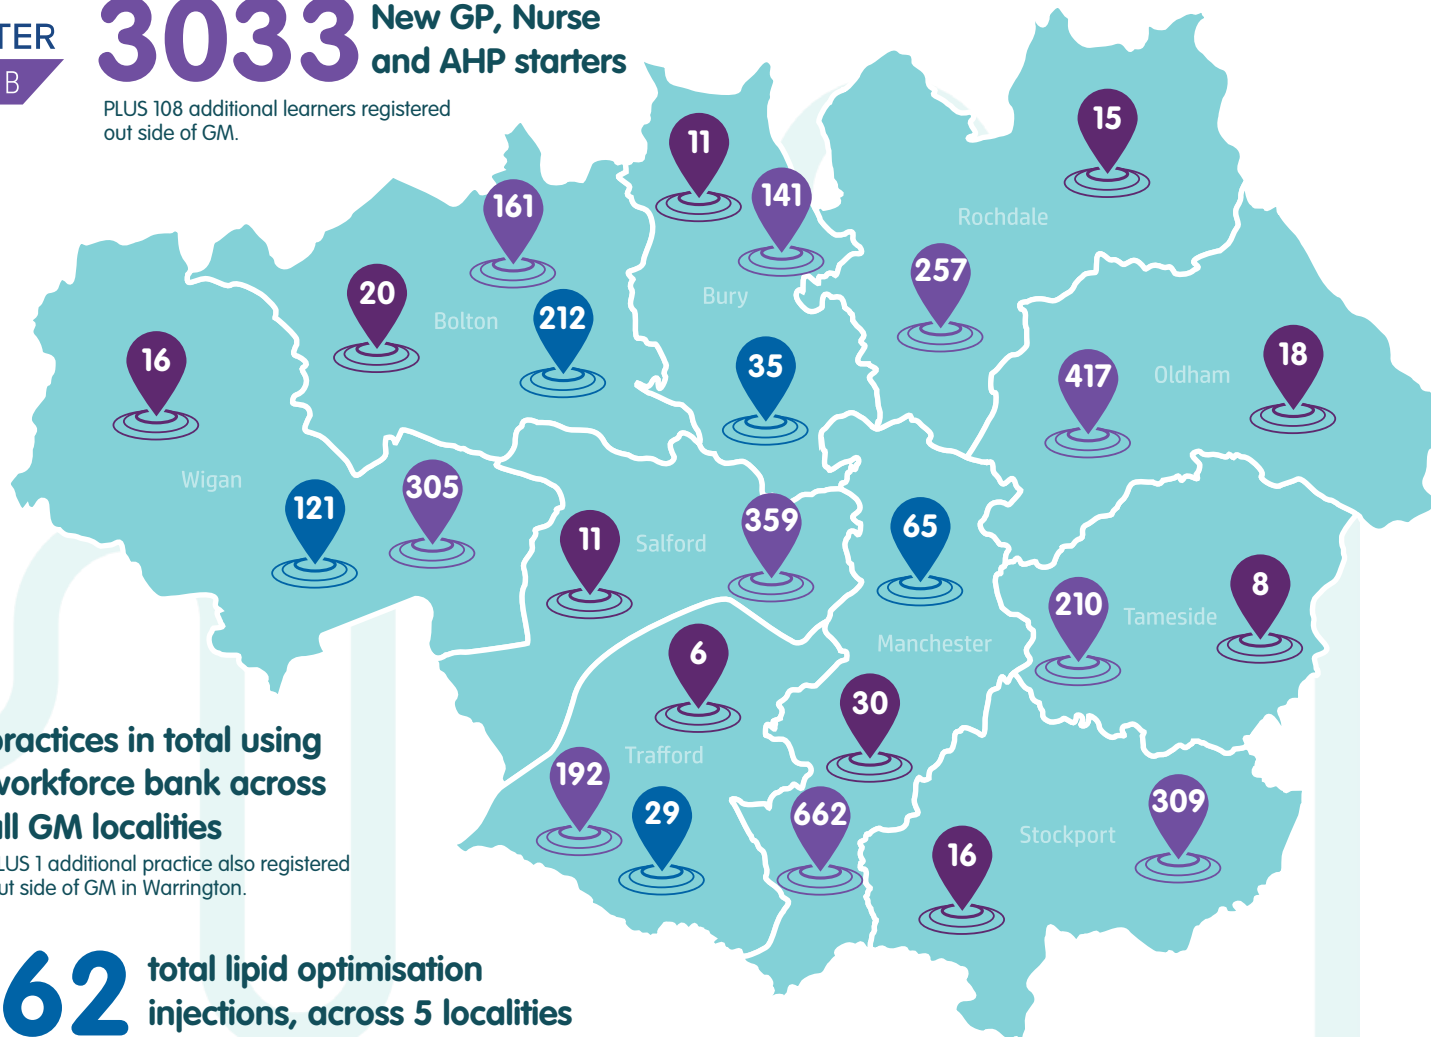 TER
B
3033
New GP, Nurse
and AHP starters
PLUS 108 additional learners registered
out side of GM.
15
11
141
161
Rochdale
257
20
Bury
212
Bolton
16
35
18
417
Oldham
Wigan
305
121
359
65
11
Salford
8
210
Tameside
Manchester
6
30
Trafford
192
29
662
309
Stockport
16
practices in total using
workforce bank across
all GM localities
PLUS 1 additional practice also registered
out side of GM in Warrington.
62
total lipid optimisation
injections, across 5 localities